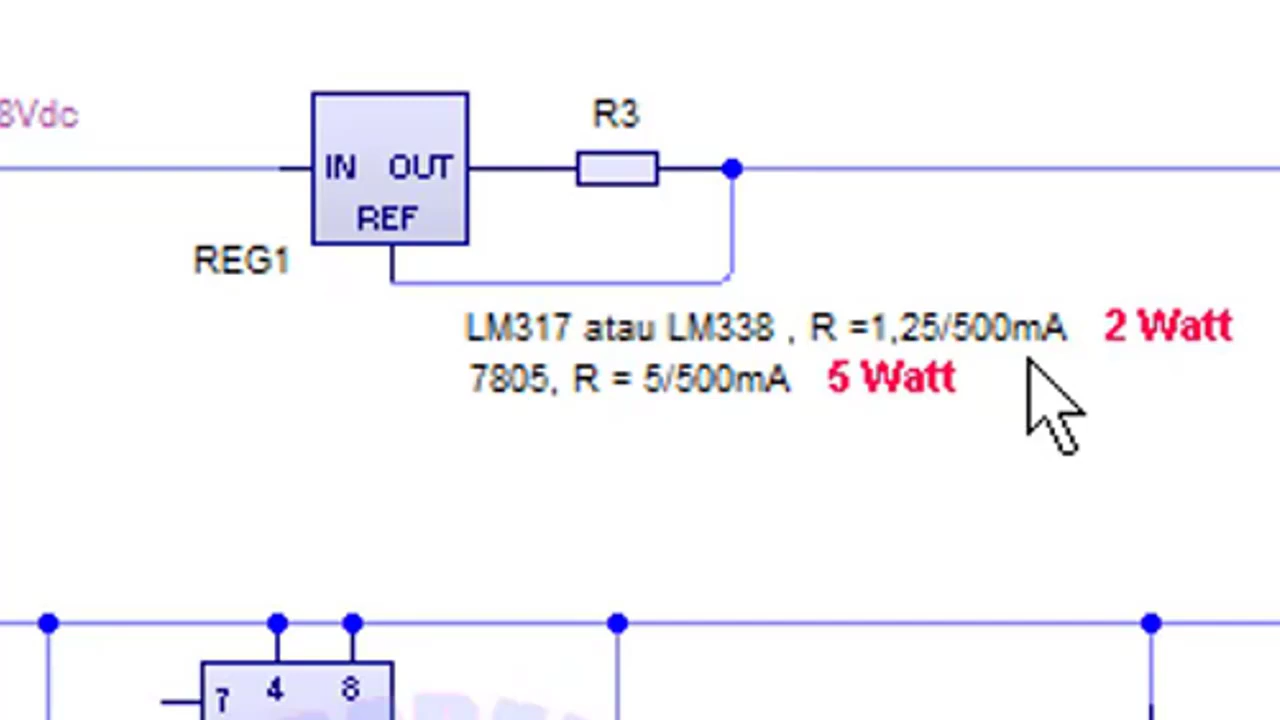 8Vdc
R3
IN OUT
REF
REG1
LM317 atau LM338 , R =1,25/500mA 2 Watt
7805, R = 5/500mA 5 Watt
7 4 8